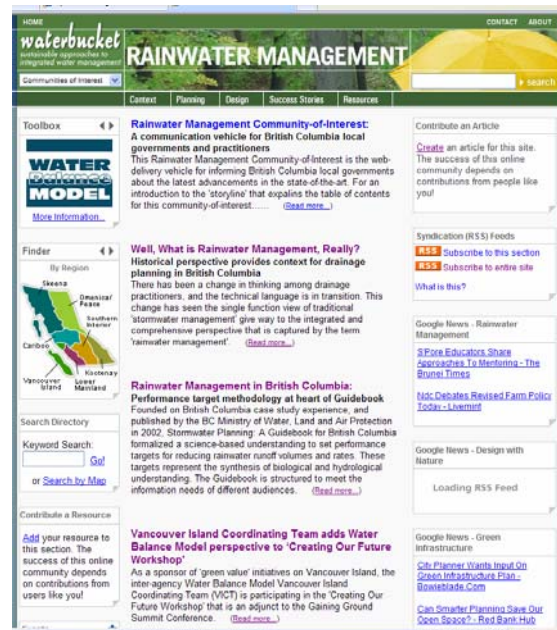 HOME
CONTACT ABOUT
waterbucket
sustainable approaches to
integrated water management
RAINWATER MANAGEMENT
Communities of Interest
search
Context Planning Design Success Stories Resources
Toolbox
WATER
Balance
MODEL
More Information...
Finder
By Region
Skeena
Omenica/
Peace
Southern
Interior
Cariboo
Kootenay
Vancouver
Island
Lower
Mainland
Search Directory
Keyword Search:
Go!
or Search by Map
Contribute a Resource
Add your resource to
this section. The
success of this online
community depends
on contributions from
users like you!
Events
Rainwater Management Community-of-Interest:
A communication vehicle for British Columbia local
governments and practitioners
This Rainwater Management Community-of-Interest is the web-
delivery vehicle for informing British Columbia local governments
about the latest advancements in the state-of-the-art. For an
introduction to the 'storyline' that expalins the table of contents
for this community-of-interest...... (Read more...)
Well, What is Rainwater Management, Really?
Historical perspective provides context for drainage
planning in British Columbia
There has been a change in thinking among drainage
practitioners, and the technical language is in transition. This
change has seen the single function view of traditional
'stormwater management' give way to the integrated and
comprehensive perspective that is captured by the term
'rainwater management'. (Read more...)
Rainwater Management in British Columbia:
Performance target methodology at heart of Guidebook
Founded on British Columbia case study experience, and
published by the BC Ministry of Water, Land and Air Protection
in 2002, Stormwater Planning: A Guidebook for British Columbia
formalized a science-based understanding to set performance
targets for reducing rainwater runoff volumes and rates. These
targets represent the synthesis of biological and hydrological
understanding. The Guidebook is structured to meet the
information needs of different audiences. (Read more...)
Vancouver Island Coordinating Team adds Water
Balance Model perspective to 'Creating Our Future
Workshop'
As a sponsor of 'green value' initiatives on Vancouver Island, the
inter-agency Water Balance Model Vancouver Island
Coordinating Team (VICT) is participating in the 'Creating Our
Future Workshop' that is an adjunct to the Gaining Ground
Summit Conference. (Read more...)
Contribute an Article
Create an article for this site.
The success of this online
community depends on
contributions from people like
you!
Syndication (RSS) Feeds
RSS Subscribe to this section
RSS Subscribe to entire site
What is this?
Google News - Rainwater
Management
S'Pore Educators Share
Approaches To Mentoring - The
Brunei Times
Ndc Debates Revised Farm Policy
Today - Livemint
Google News - Design with
Nature
Loading RSS Feed
Google News - Green
Infrastructure
City Planner Wants Input On
Green Infrastructure Plan -
Bowieblade.Com
Can Smarter Planning Save Our
Open Space? - Red Bank Hub